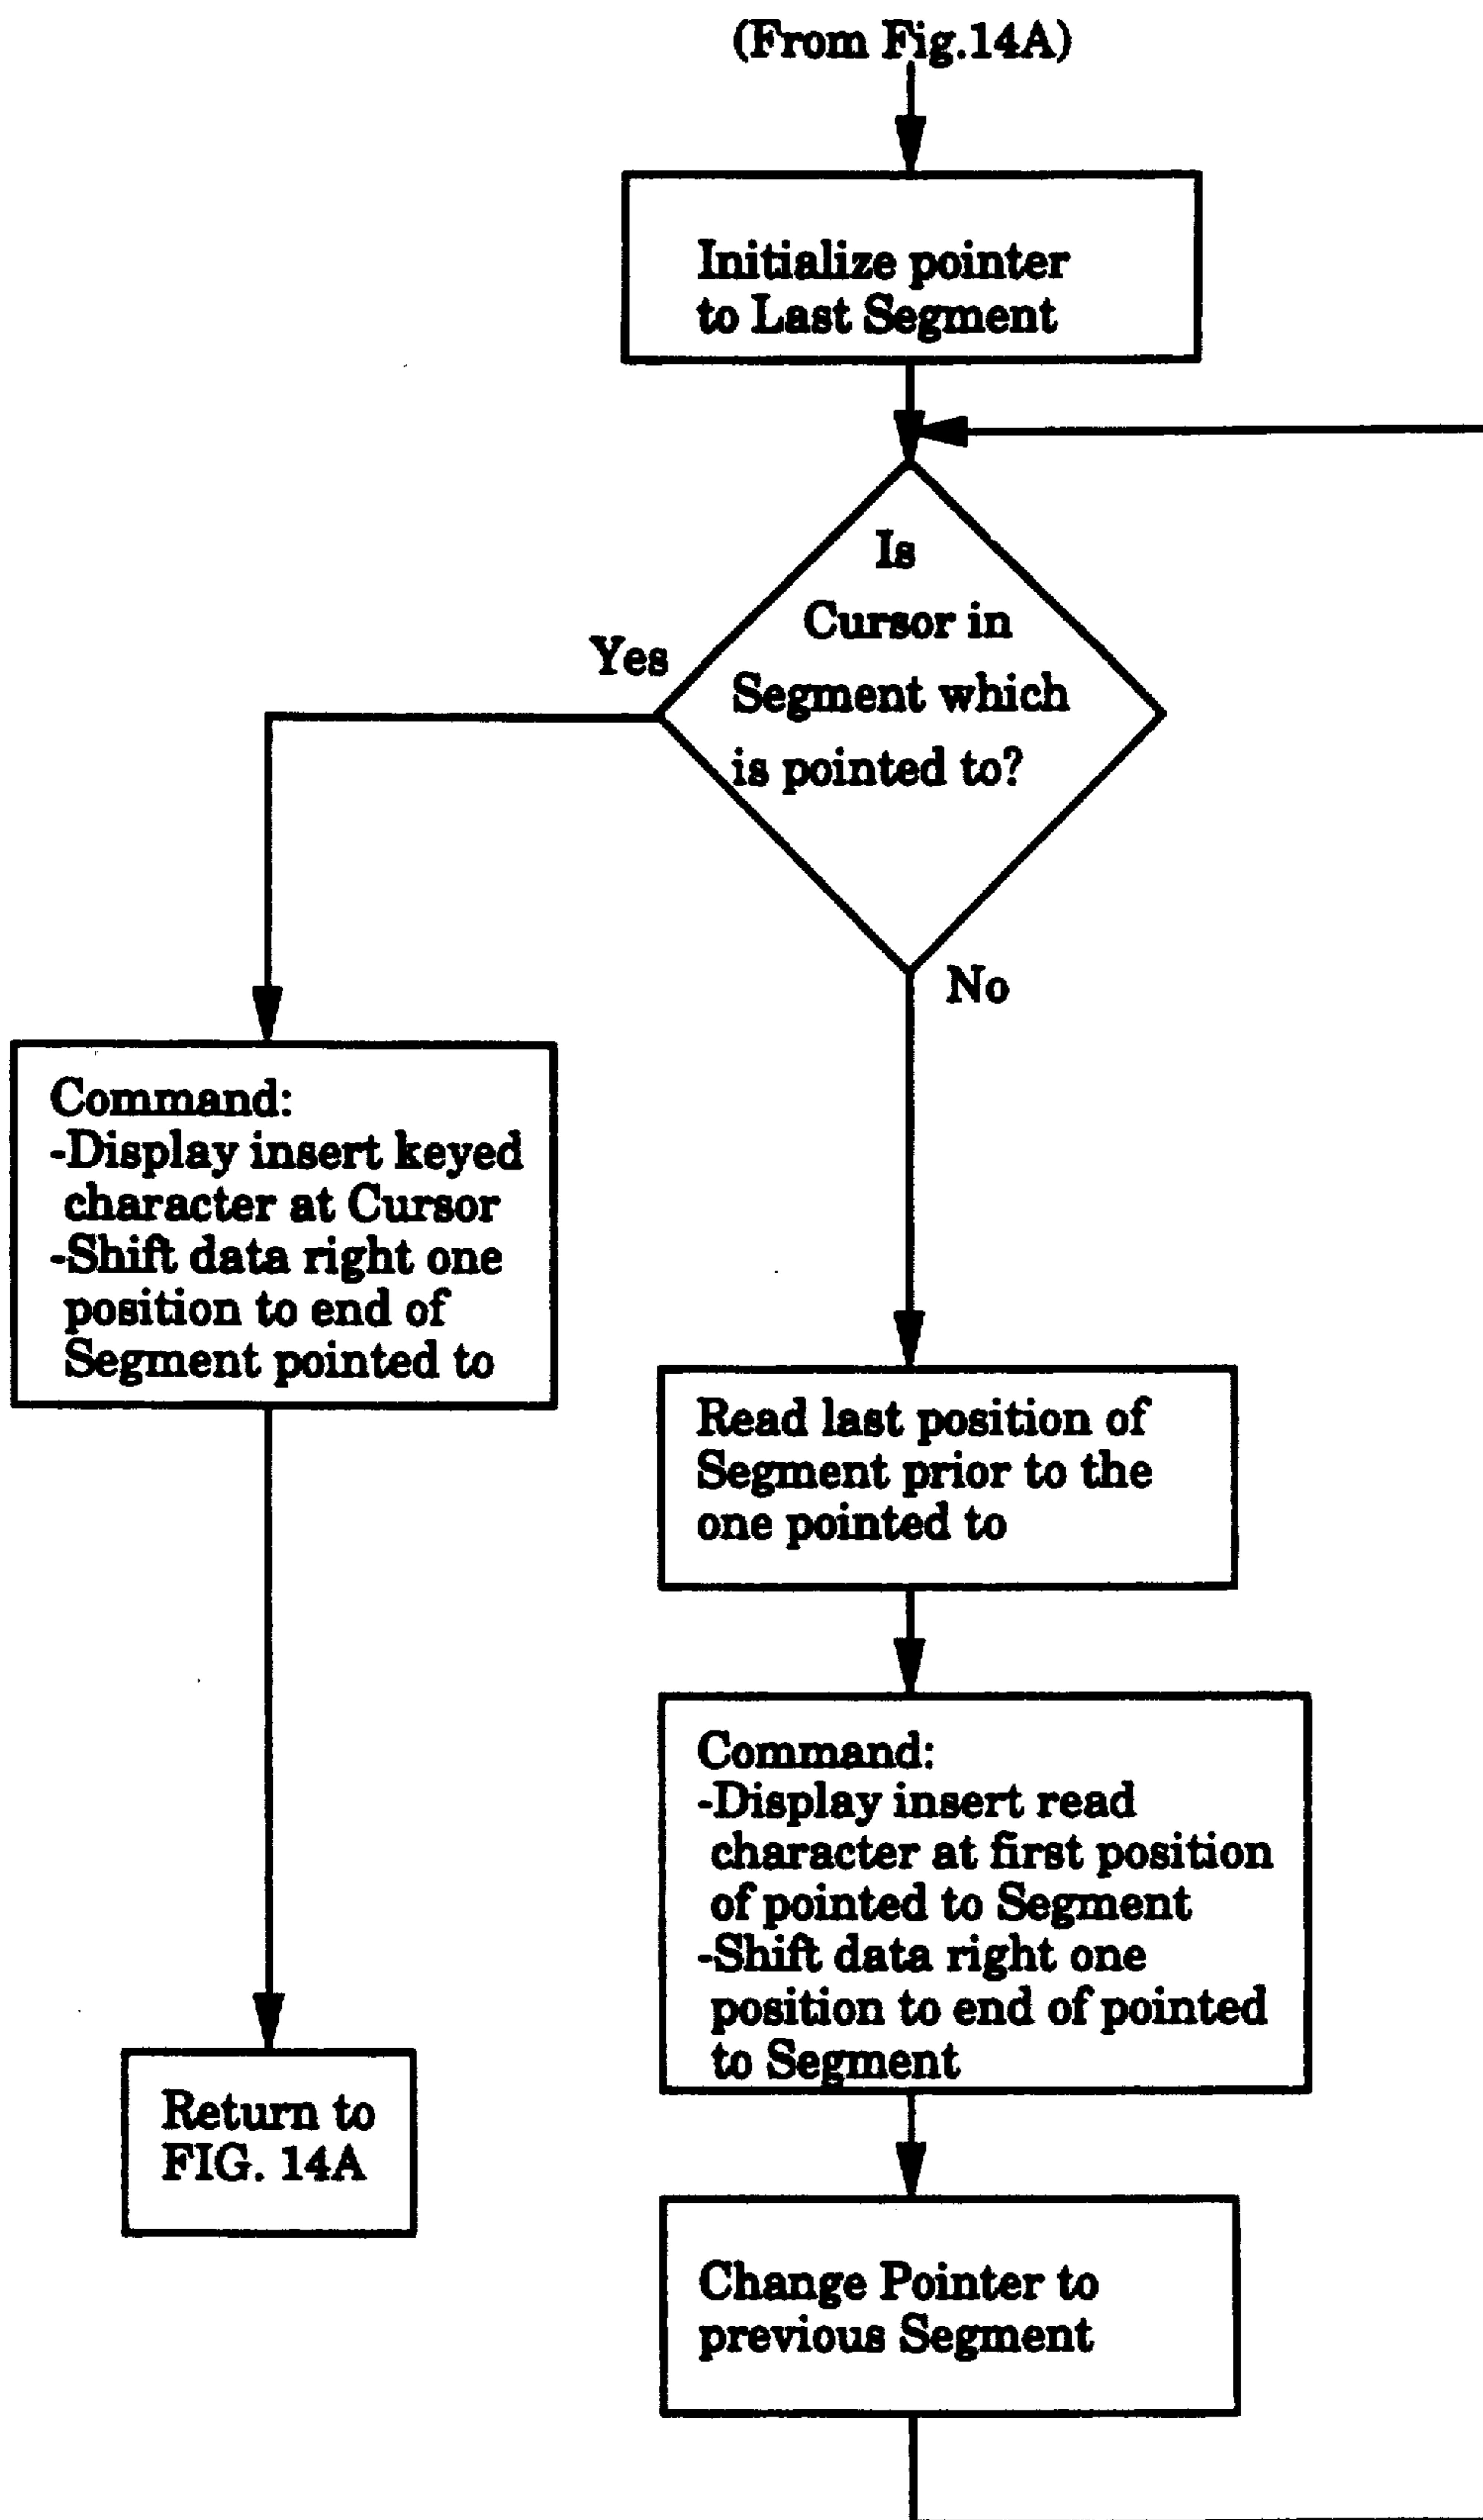 (From Fig.14A)
Initialize pointer
to Last Segment
Is
Cursor in
Segment which
is pointed to?
Yes
No
Command:
-Display insert keyed
character at Cursor
-Shift data right one
position to end of
Segment pointed to
Read last position of
Segment prior to the
one pointed to
Command:
-Display insert read
character at first position
of pointed to Segment
-Shift data right one
position to end of pointed
to Segment
Return to
FIG. 14A
Change Pointer to
previous Segment